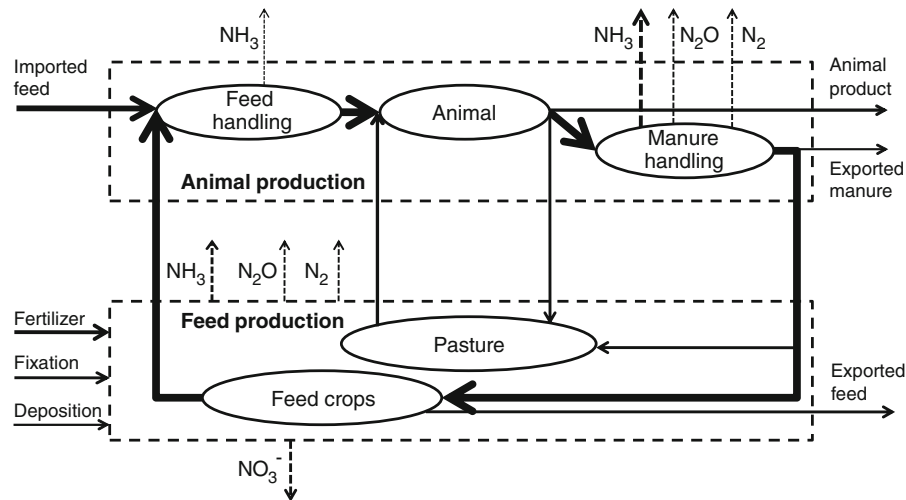 NH₃
NH₃
N₂O
N₂
Imported
feed
Animal
product
Feed
handling
Animal
Manure
handling
Exported
manure
Animal production
NH₃
N₂O
N₂
Fertilizer
Feed production
Fixation
Pasture
Deposition
Feed crops
Exported
feed
NO₃⁻